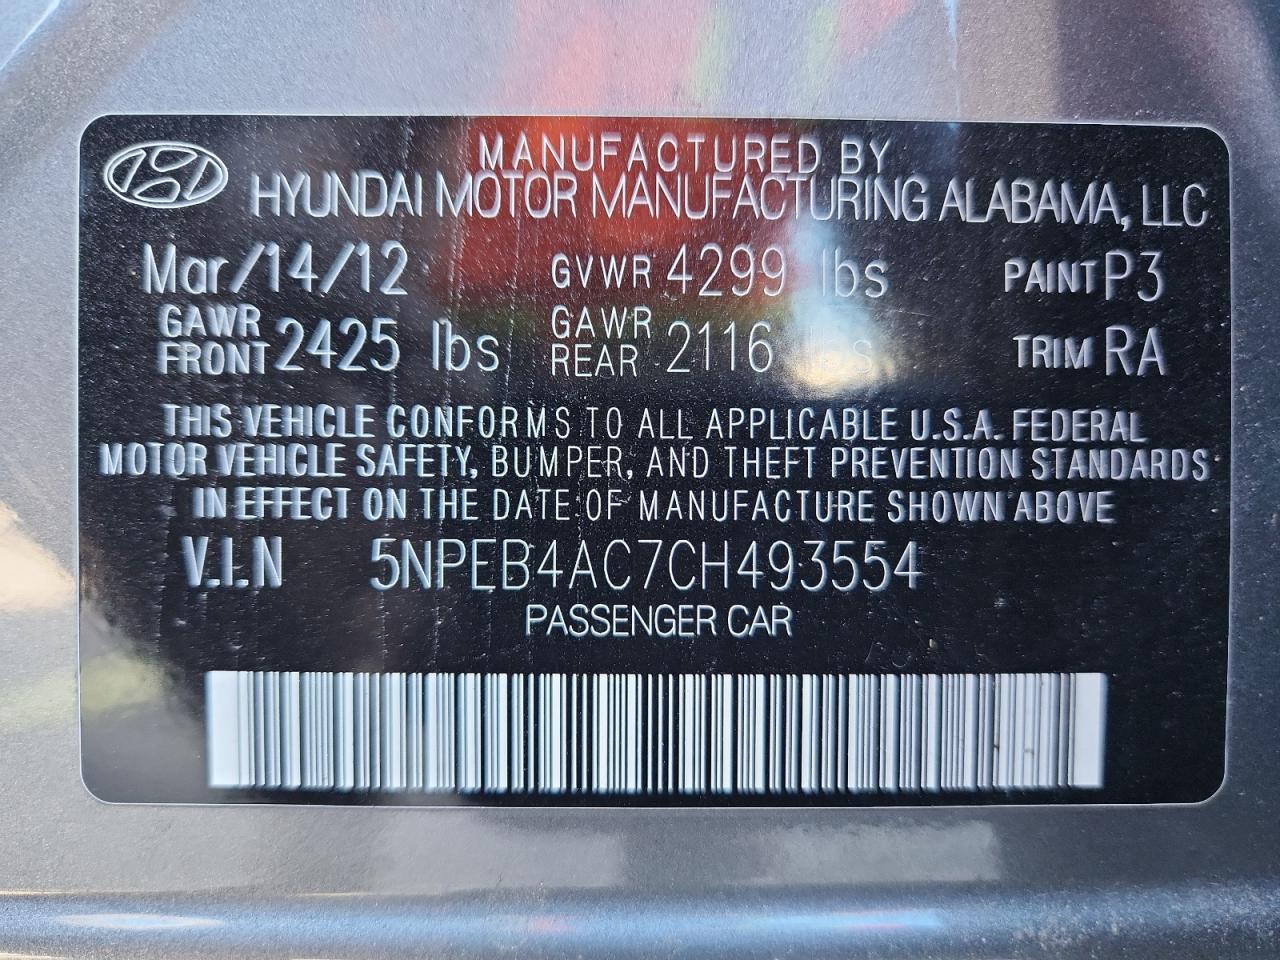 MANUFACTURED BY
HYUNDAI MOTOR MANUFACTURING ALABAMA, LLC
Mar/14/12 GVWR 4299 lbs PAINT P3
GAWR FRONT 2425 lbs GAWR REAR 2116 lbs TRIM RA
THIS VEHICLE CONFORMS TO ALL APPLICABLE U.S.A. FEDERAL
MOTOR VEHICLE SAFETY, BUMPER, AND THEFT PREVENTION STANDARDS
IN EFFECT ON THE DATE OF MANUFACTURE SHOWN ABOVE
V.I.N 5NPEB4AC7CH493554
PASSENGER CAR